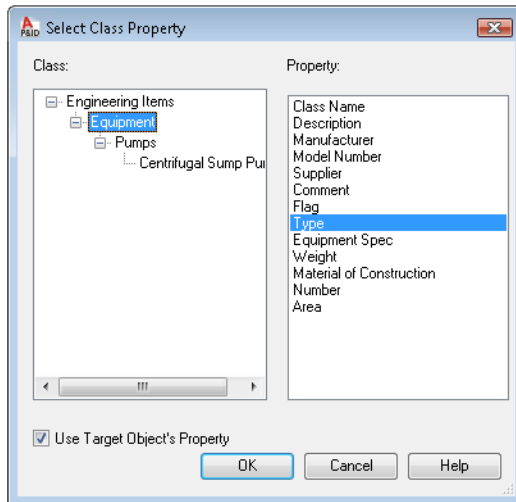 A
P&ID
Select Class Property
Class:
Property:
Engineering Items
Equipment
Pumps
Centrifugal Sump Pu
Class Name
Description
Manufacturer
Model Number
Supplier
Comment
Flag
Type
Equipment Spec
Weight
Material of Construction
Number
Area
Use Target Object's Property
OK
Cancel
Help